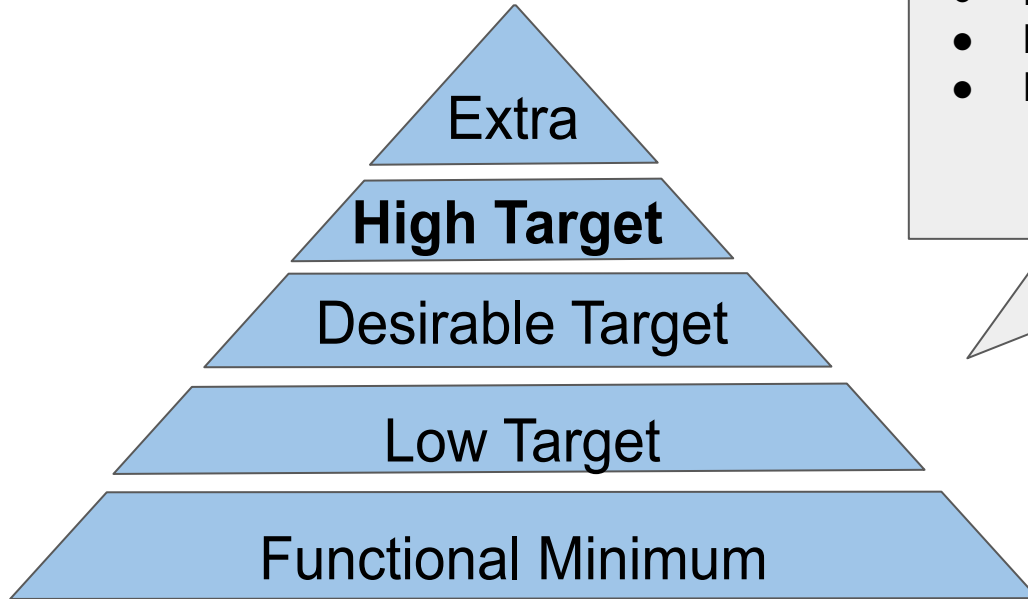 Extra
High Target
Desirable Target
Low Target
Functional Minimum